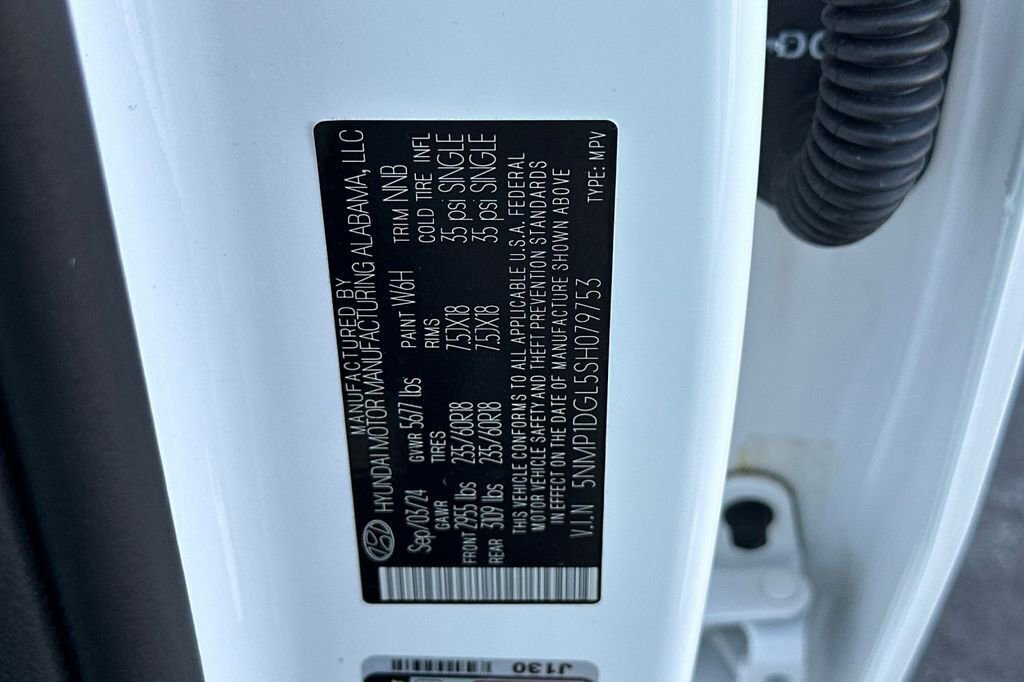 MANUFACTURED BY
HYUNDAI MOTOR MANUFACTURING ALABAMA, LLC
Sep/03/24 GVWR 5677 lbs PAINT W6H TRIM NNB
GAWR TIRES RIMS COLD TIRE INFL
FRONT 2955 lbs 235/60R18 7.5JX18 35 psi SINGLE
REAR 3109 lbs 235/60R18 7.5JX18 35 psi SINGLE
THIS VEHICLE CONFORMS TO ALL APPLICABLE U.S.A. FEDERAL
MOTOR VEHICLE SAFETY AND THEFT PREVENTION STANDARDS
IN EFFECT ON THE DATE OF MANUFACTURE SHOWN ABOVE
V.I.N 5NMP1DGL5SH079753 TYPE: MPV
J130